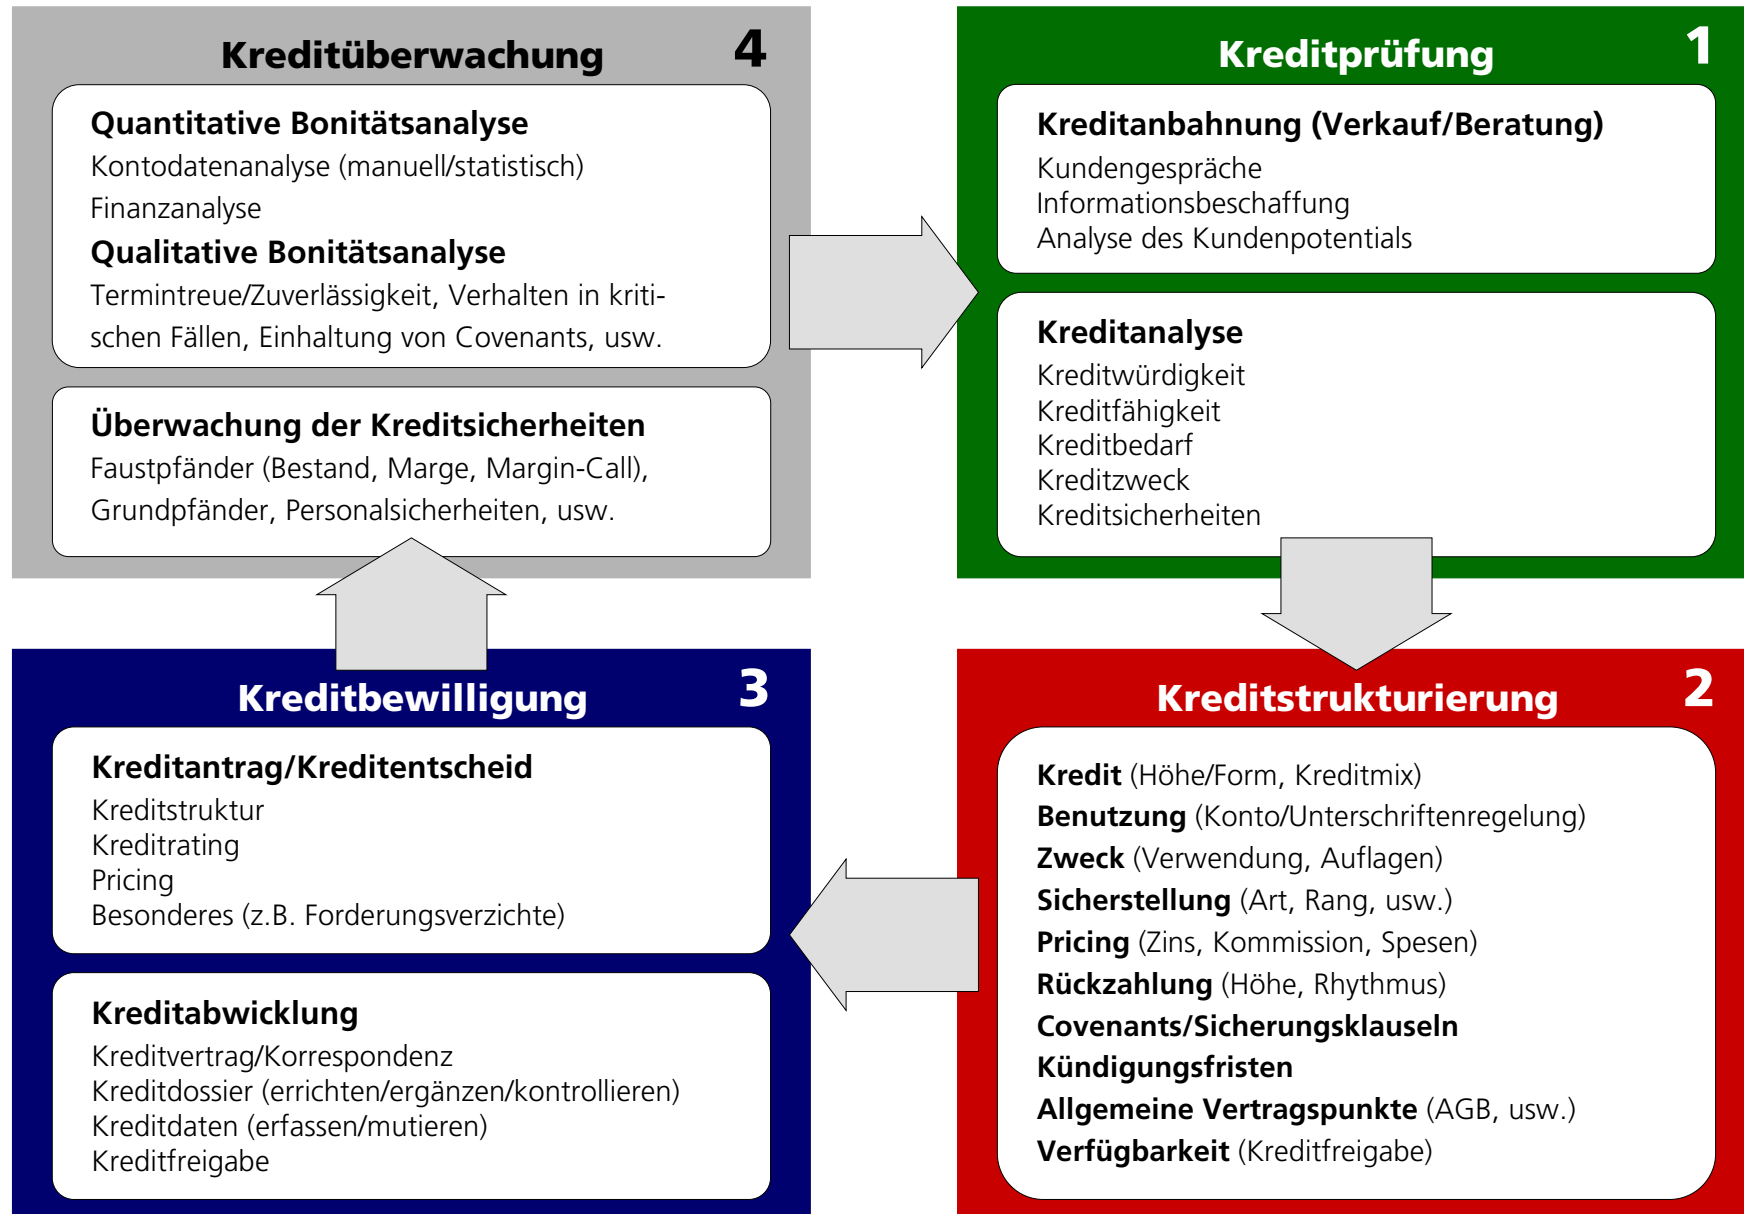 Kreditüberwachung 4
Quantitative Bonitätsanalyse
Kontodatenanalyse (manuell/statistisch)
Finanzanalyse
Qualitative Bonitätsanalyse
Termintreue/Zuverlässigkeit, Verhalten in kriti-
schen Fällen, Einhaltung von Covenants, usw.
Überwachung der Kreditsicherheiten
Faustpfänder (Bestand, Marge, Margin-Call),
Grundpfänder, Personalsicherheiten, usw.
Kreditprüfung 1
Kreditanbahnung (Verkauf/Beratung)
Kundengespräche
Informationsbeschaffung
Analyse des Kundenpotentials
Kreditanalyse
Kreditwürdigkeit
Kreditfähigkeit
Kreditbedarf
Kreditzweck
Kreditsicherheiten
Kreditbewilligung 3
Kreditantrag/Kreditentscheid
Kreditstruktur
Kreditrating
Pricing
Besonderes (z.B. Forderungsverzichte)
Kreditabwicklung
Kreditvertrag/Korrespondenz
Kreditdossier (errichten/ergänzen/kontrollieren)
Kreditdaten (erfassen/mutieren)
Kreditfreigabe
Kreditstrukturierung 2
Kredit (Höhe/Form, Kreditmix)
Benutzung (Konto/Unterschriftenregelung)
Zweck (Verwendung, Auflagen)
Sicherstellung (Art, Rang, usw.)
Pricing (Zins, Kommission, Spesen)
Rückzahlung (Höhe, Rhythmus)
Covenants/Sicherungsklauseln
Kündigungsfristen
Allgemeine Vertragspunkte (AGB, usw.)
Verfügbarkeit (Kreditfreigabe)